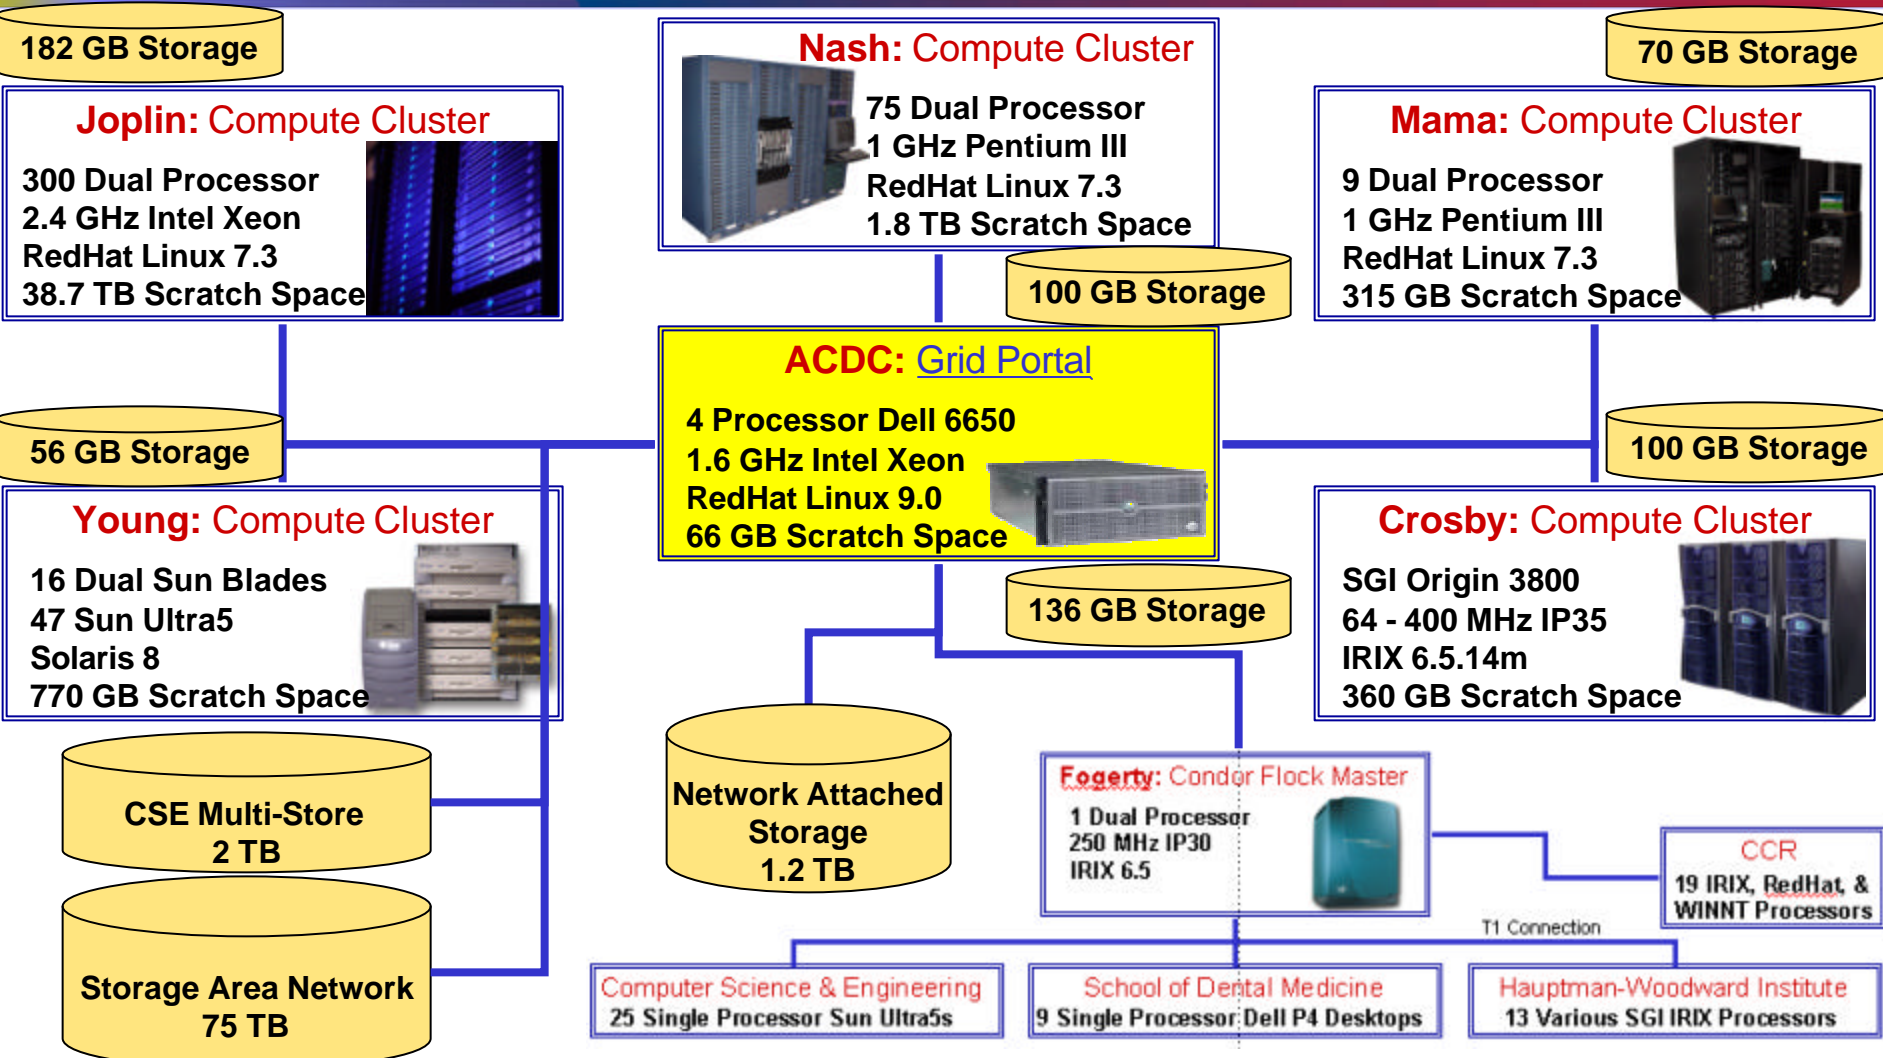 182 GB Storage
Joplin: Compute Cluster
300 Dual Processor
2.4 GHz Intel Xeon
RedHat Linux 7.3
38.7 TB Scratch Space
Nash: Compute Cluster
75 Dual Processor
1 GHz Pentium III
RedHat Linux 7.3
1.8 TB Scratch Space
100 GB Storage
70 GB Storage
Mama: Compute Cluster
9 Dual Processor
1 GHz Pentium III
RedHat Linux 7.3
315 GB Scratch Space
56 GB Storage
Young: Compute Cluster
16 Dual Sun Blades
47 Sun Ultra5
Solaris 8
770 GB Scratch Space
ACDC: Grid Portal
4 Processor Dell 6650
1.6 GHz Intel Xeon
RedHat Linux 9.0
66 GB Scratch Space
136 GB Storage
100 GB Storage
Crosby: Compute Cluster
SGI Origin 3800
64 - 400 MHz IP35
IRIX 6.5.14m
360 GB Scratch Space
CSE Multi-Store
2 TB
Storage Area Network
75 TB
Network Attached
Storage
1.2 TB
Fogerty: Condor Flock Master
1 Dual Processor
250 MHz IP30
IRIX 6.5
CCR
19 IRIX, RedHat, &
WINNT Processors
T1 Connection
Computer Science & Engineering
25 Single Processor Sun Ultra5s
School of Dental Medicine
9 Single Processor Dell P4 Desktops
Hauptman-Woodward Institute
13 Various SGI IRIX Processors